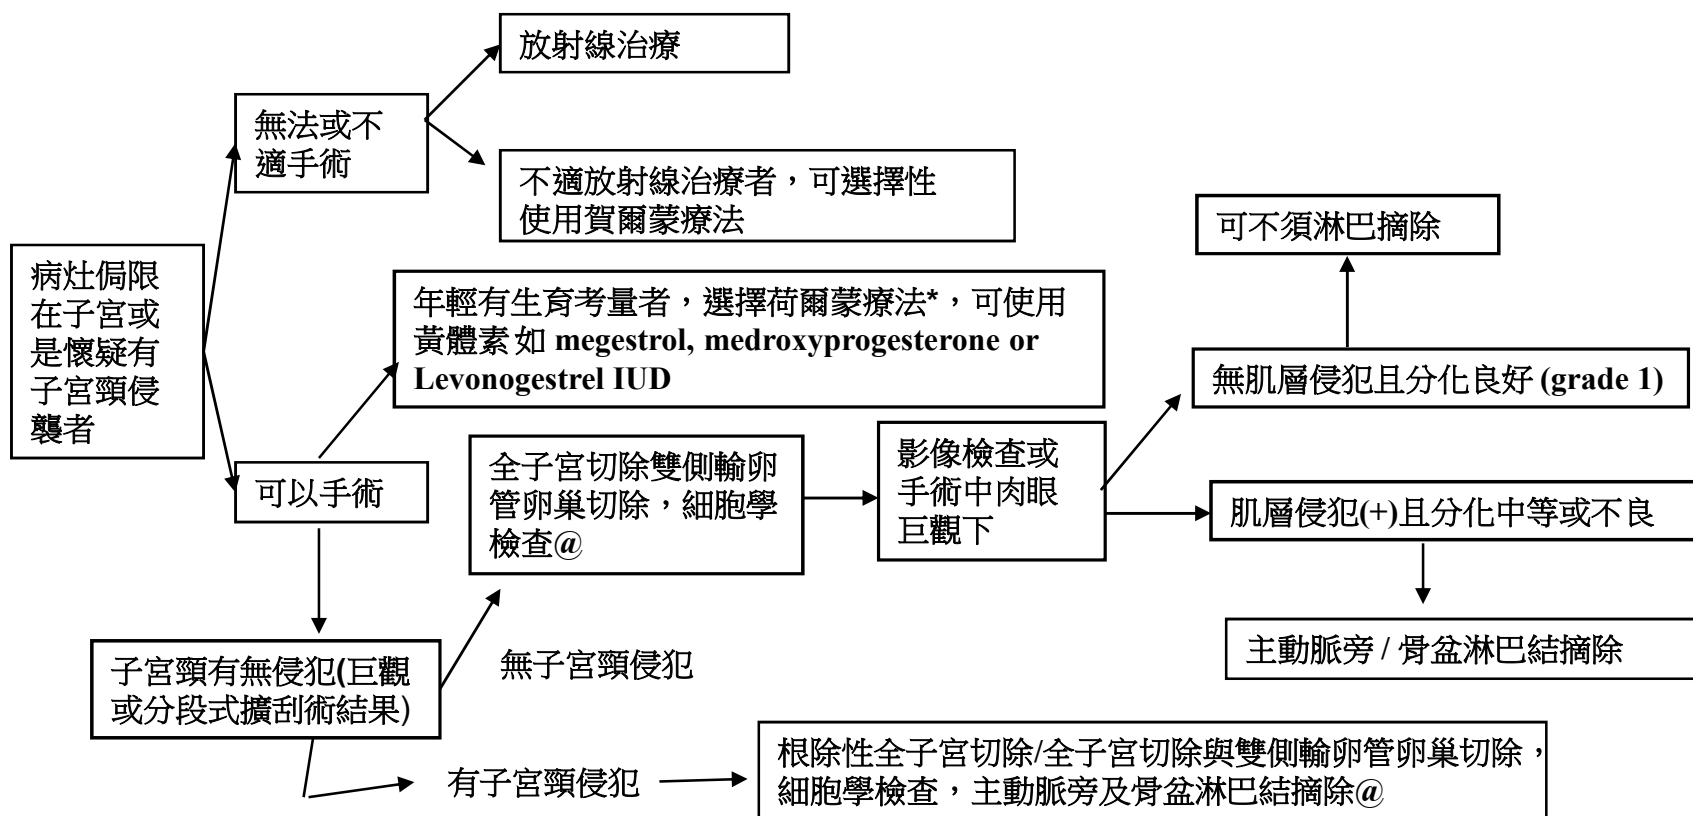 放射線治療
無法或不
適手術
不適放射線治療者，可選擇性
使用賀爾蒙療法
病灶侷限
在子宮或
是懷疑有
子宮頸侵
襲者
年輕有生育考量者，選擇荷爾蒙療法*，可使用
黃體素如 megestrol, medroxyprogesterone or
Levonogestrel IUD
可以手術
全子宮切除雙側輸卵
管卵巢切除，細胞學
檢查@
影像檢查或
手術中肉眼
巨觀下
可不須淋巴摘除
無肌層侵犯且分化良好 (grade 1)
肌層侵犯(+)且分化中等或不良
主動脈旁 / 骨盆淋巴結摘除
子宮頸有無侵犯(巨觀
或分段式擴刮術結果)
無子宮頸侵犯
有子宮頸侵犯
根除性全子宮切除/全子宮切除與雙側輸卵管卵巢切除，
細胞學檢查，主動脈旁及骨盆淋巴結摘除@